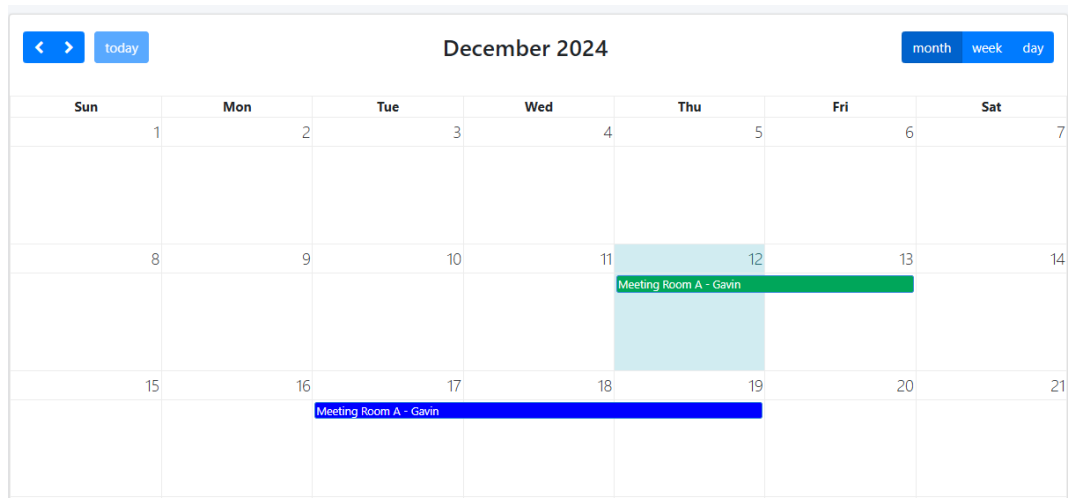 today
December 2024
month week day
Sun Mon Tue Wed Thu Fri Sat
1 2 3 4 5 6 7
8 9 10 11 12 13 14
Meeting Room A - Gavin
15 16 17 18 19 20 21
Meeting Room A - Gavin